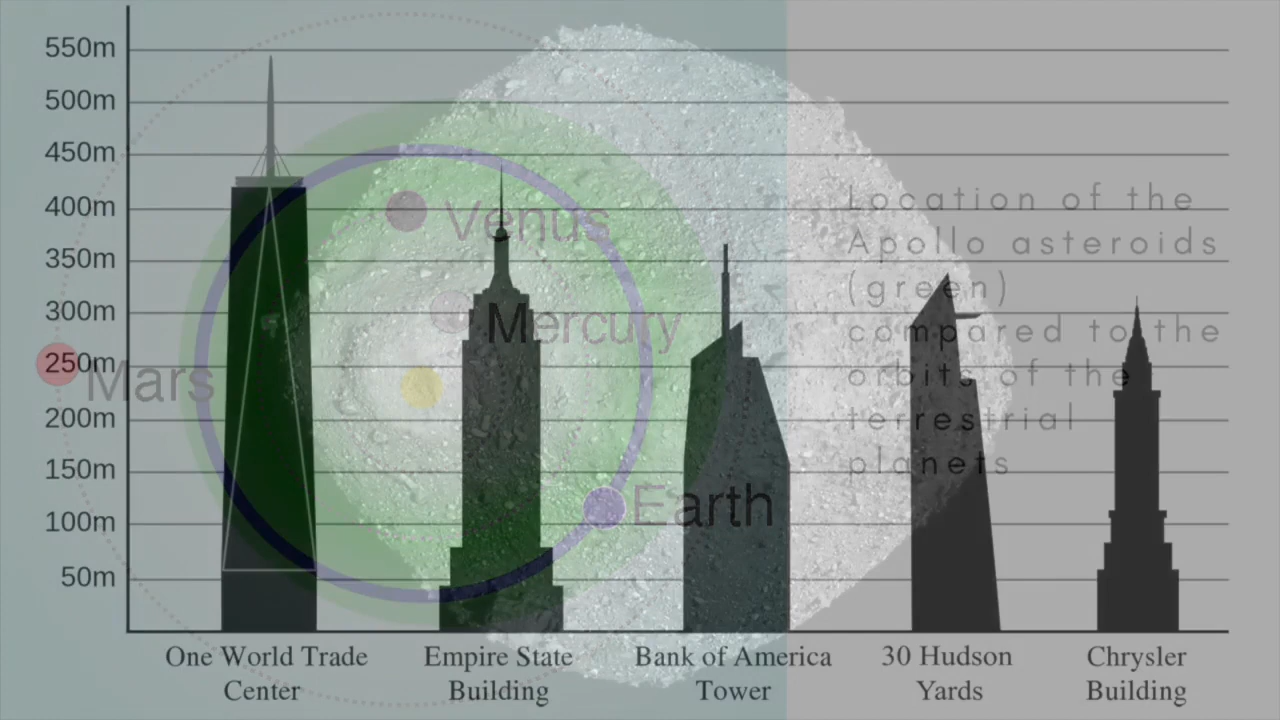 550m
500m
450m
400m
350m
300m
250m
200m
150m
100m
50m
Venus
Mercury
Mars
Earth
Location of the
Apollo asteroids
(green)
compared to the
orbits of the
terrestrial
planets
One World Trade
Center
Empire State
Building
Bank of America
Tower
30 Hudson
Yards
Chrysler
Building